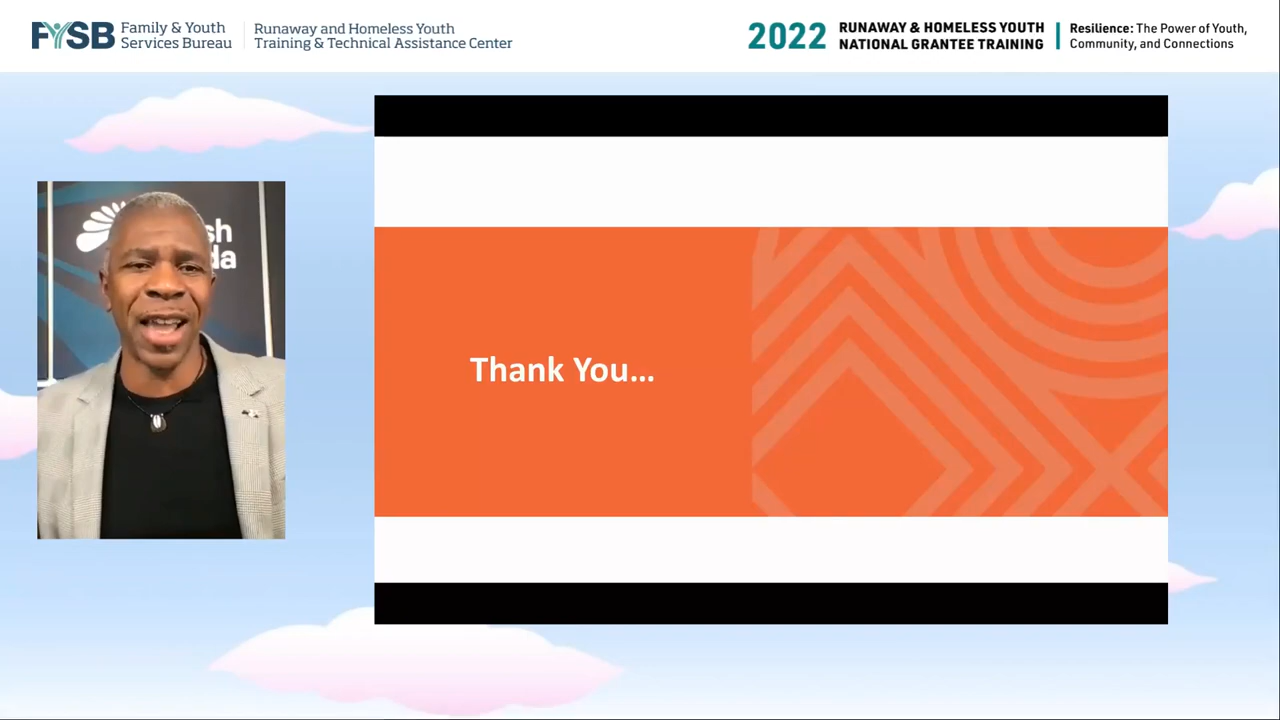 FYSB
Family & Youth
Services Bureau
Runaway and Homeless Youth
Training & Technical Assistance Center
2022
RUNAWAY & HOMELESS YOUTH
NATIONAL GRANTEE TRAINING
Resilience: The Power of Youth,
Community, and Connections
Thank You...